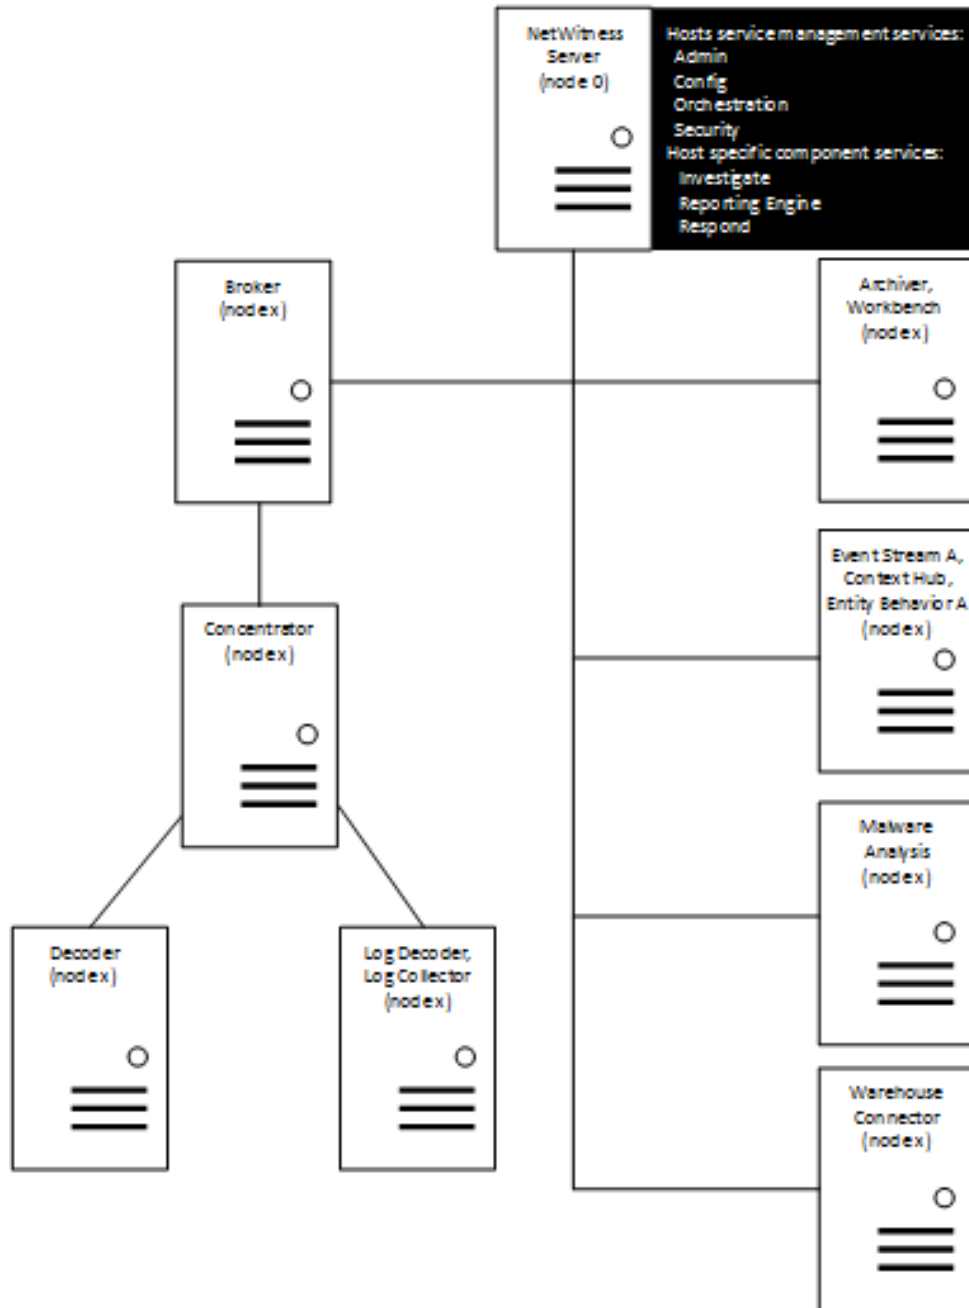 NetWitness
Server
(node 0)
Hosts service management services:
Admin
Config
Orchestration
Security
Host specific component services:
Investigate
Reporting Engine
Respond
Broker
(node x)
Archiver,
Workbench
(node x)
Event Stream A,
Context Hub,
Entity Behavior A
(node x)
Concentrator
(node x)
Malware
Analysis
(node x)
Decoder
(node x)
Log Decoder,
Log Collector
(node x)
Warehouse
Connector
(node x)